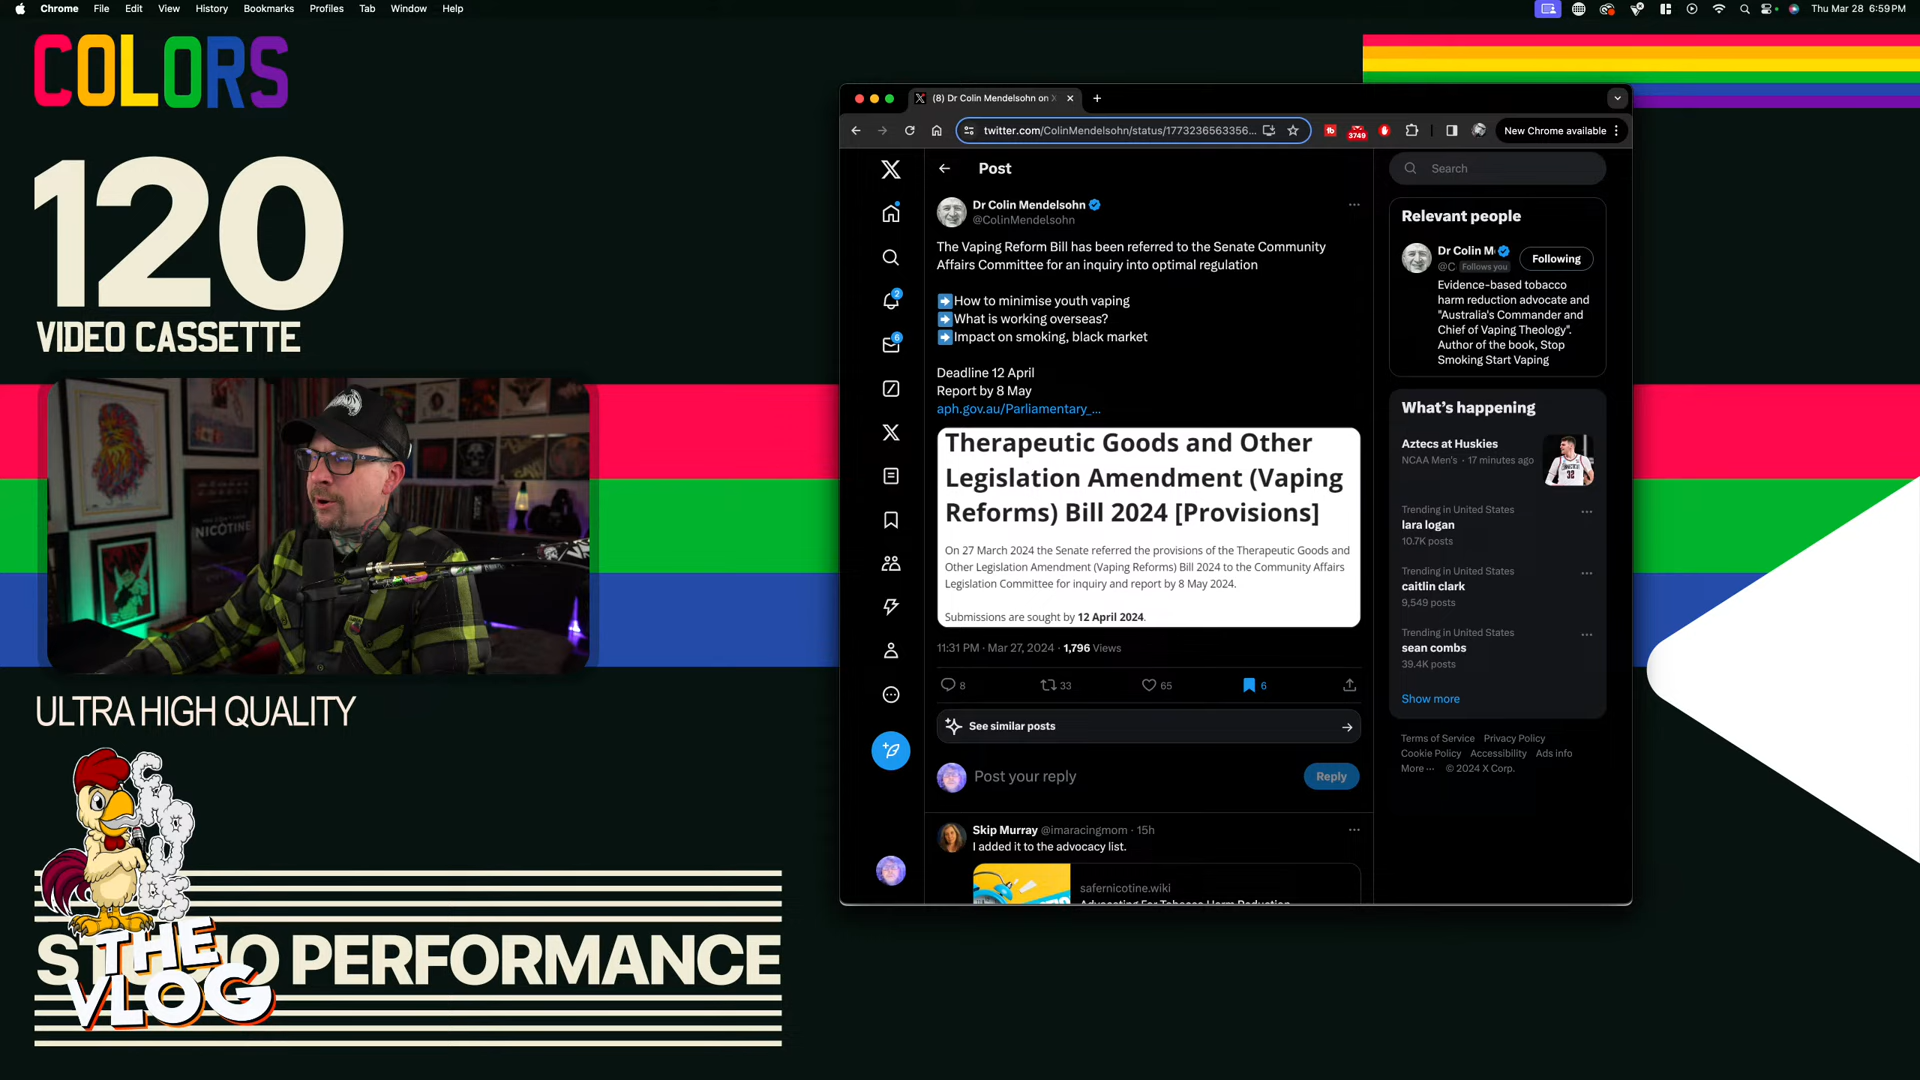 Chrome File Edit View History Bookmarks Profiles Tab Window Help
Thu Mar 28 6:59 PM
COLORS
120
VIDEO CASSETTE
ULTRA HIGH QUALITY
PERFORMANCE
THE
VLOG
NICOTINE
(8) Dr Colin Mendelsohn on X
twitter.com/ColinMendelsohn/status/1773236563356...
3749
New Chrome available
Post
Dr Colin Mendelsohn
@ColinMendelsohn
The Vaping Reform Bill has been referred to the Senate Community
Affairs Committee for an inquiry into optimal regulation
➡️How to minimise youth vaping
➡️What is working overseas?
➡️Impact on smoking, black market
Deadline 12 April
Report by 8 May
aph.gov.au/Parliamentary_...
Therapeutic Goods and Other
Legislation Amendment (Vaping
Reforms) Bill 2024 [Provisions]
On 27 March 2024 the Senate referred the provisions of the Therapeutic Goods and
Other Legislation Amendment (Vaping Reforms) Bill 2024 to the Community Affairs
Legislation Committee for inquiry and report by 8 May 2024.
Submissions are sought by 12 April 2024.
11:31 PM · Mar 27, 2024 · 1,796 Views
8 33 65 6
See similar posts
Post your reply
Reply
Skip Murray @imaracingmom · 15h
I added it to the advocacy list.
safernicotine.wiki
Advocating For Tobacco Harm Reduction
2
6
Search
Relevant people
Dr Colin M
@C Follows you
Following
Evidence-based tobacco
harm reduction advocate and
"Australia's Commander and
Chief of Vaping Theology".
Author of the book, Stop
Smoking Start Vaping
What's happening
Aztecs at Huskies
NCAA Men's · 17 minutes ago
32
Trending in United States
lara logan
10.7K posts
Trending in United States
caitlin clark
9,549 posts
Trending in United States
sean combs
39.4K posts
Show more
Terms of Service Privacy Policy
Cookie Policy Accessibility Ads info
More ··· © 2024 X Corp.